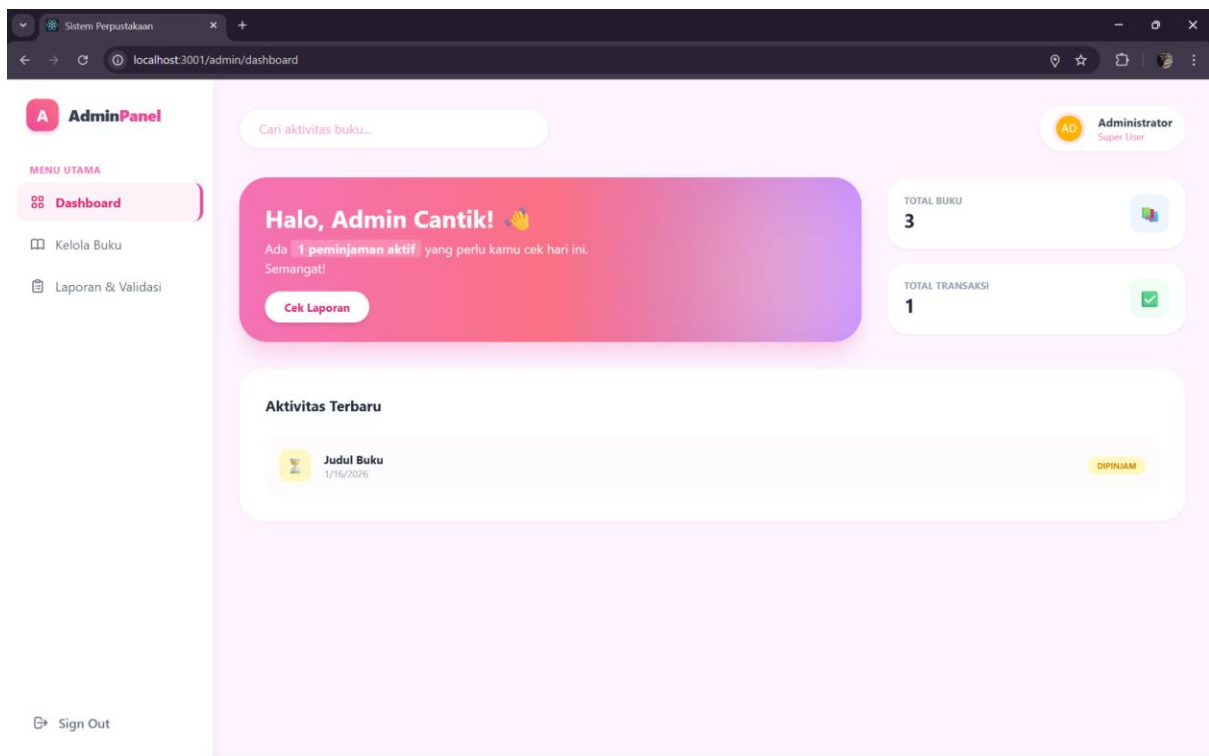 Sistem Perpustakaan
localhost:3001/admin/dashboard
A AdminPanel
MENU UTAMA
Dashboard
Kelola Buku
Laporan & Validasi
Sign Out
Cari aktivitas buku...
AD
Administrator
Super User
Halo, Admin Cantik! 👋
Ada 1 peminjaman aktif yang perlu kamu cek hari ini.
Semangat!
Cek Laporan
TOTAL BUKU
3
TOTAL TRANSAKSI
1
Aktivitas Terbaru
Judul Buku
1/16/2026
DIPINJAM